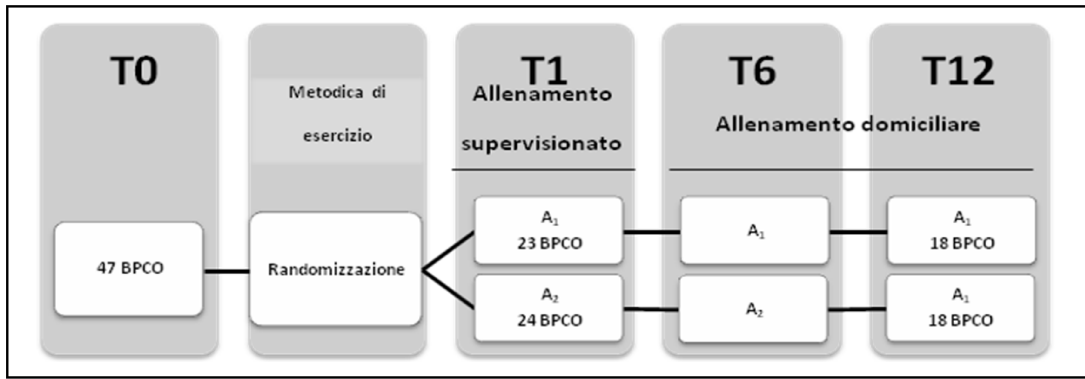 T0
Metodica di
esercizio
T1
Allenamento
supervisionato
T6
T12
Allenamento domiciliare
47 BPCO
Randomizzazione
A₁
23 BPCO
A₂
24 BPCO
A₁
A₂
A₁
18 BPCO
A₁
18 BPCO